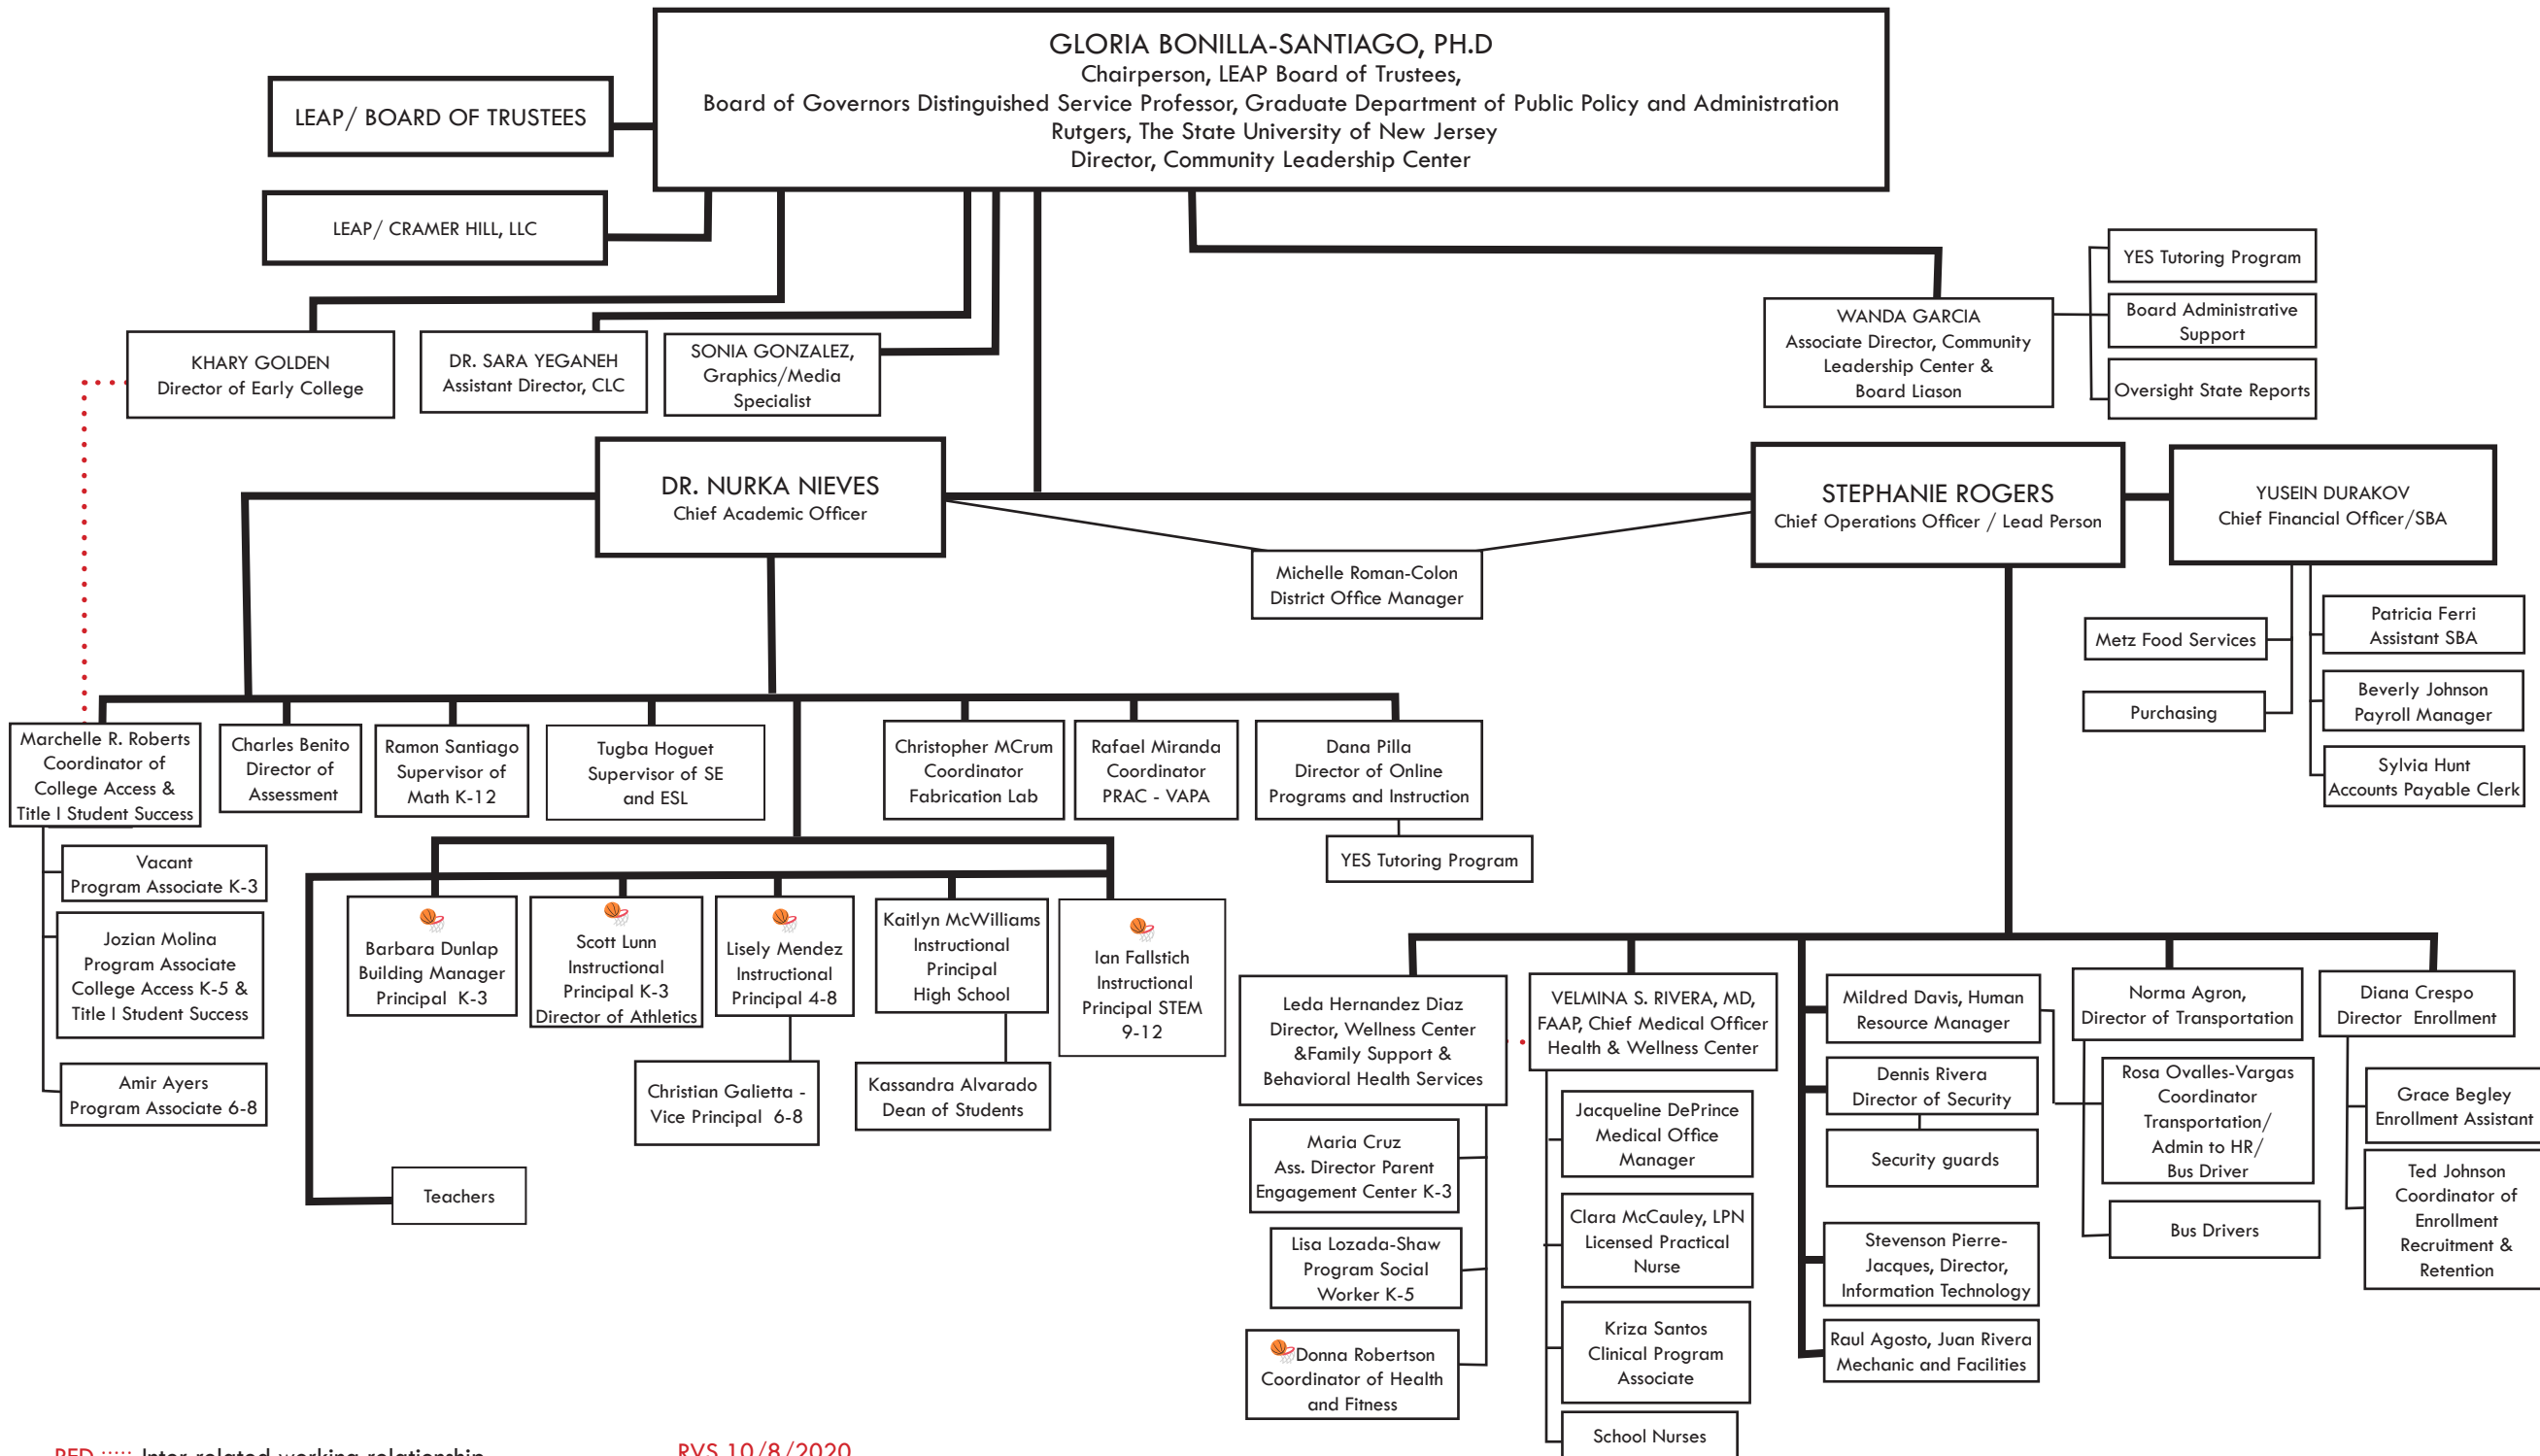 GLORIA BONILLA-SANTIAGO, PH.D
Chairperson, LEAP Board of Trustees,
Board of Governors Distinguished Service Professor, Graduate Department of Public Policy and Administration
Rutgers, The State University of New Jersey
Director, Community Leadership Center
LEAP/ BOARD OF TRUSTEES
LEAP/ CRAMER HILL, LLC
KHARY GOLDEN
Director of Early College
DR. SARA YEGANEH
Assistant Director, CLC
SONIA GONZALEZ,
Graphics/Media
Specialist
WANDA GARCIA
Associate Director, Community
Leadership Center &
Board Liason
YES Tutoring Program
Board Administrative
Support
Oversight State Reports
DR. NURKA NIEVES
Chief Academic Officer
STEPHANIE ROGERS
Chief Operations Officer / Lead Person
YUSEIN DURAKOV
Chief Financial Officer/SBA
Michelle Roman-Colon
District Office Manager
Metz Food Services
Purchasing
Patricia Ferri
Assistant SBA
Beverly Johnson
Payroll Manager
Sylvia Hunt
Accounts Payable Clerk
Marchelle R. Roberts
Coordinator of
College Access &
Title I Student Success
Charles Benito
Director of
Assessment
Ramon Santiago
Supervisor of
Math K-12
Tugba Hoguet
Supervisor of SE
and ESL
Christopher MCrum
Coordinator
Fabrication Lab
Rafael Miranda
Coordinator
PRAC - VAPA
Dana Pilla
Director of Online
Programs and Instruction
YES Tutoring Program
Vacant
Program Associate K-3
Jozian Molina
Program Associate
College Access K-5 &
Title I Student Success
Amir Ayers
Program Associate 6-8
Barbara Dunlap
Building Manager
Principal K-3
Scott Lunn
Instructional
Principal K-3
Director of Athletics
Lisely Mendez
Instructional
Principal 4-8
Kaitlyn McWilliams
Instructional
Principal
High School
Ian Fallstich
Instructional
Principal STEM
9-12
Christian Galietta -
Vice Principal 6-8
Kassandra Alvarado
Dean of Students
Teachers
Leda Hernandez Diaz
Director, Wellness Center
&Family Support &
Behavioral Health Services
Maria Cruz
Ass. Director Parent
Engagement Center K-3
Lisa Lozada-Shaw
Program Social
Worker K-5
Donna Robertson
Coordinator of Health
and Fitness
VELMINA S. RIVERA, MD,
FAAP, Chief Medical Officer
Health & Wellness Center
Jacqueline DePrince
Medical Office
Manager
Clara McCauley, LPN
Licensed Practical
Nurse
Kriza Santos
Clinical Program
Associate
School Nurses
Mildred Davis, Human
Resource Manager
Dennis Rivera
Director of Security
Security guards
Stevenson Pierre-
Jacques, Director,
Information Technology
Raul Agosto, Juan Rivera
Mechanic and Facilities
Norma Agron,
Director of Transportation
Rosa Ovalles-Vargas
Coordinator
Transportation/
Admin to HR/
Bus Driver
Bus Drivers
Diana Crespo
Director Enrollment
Grace Begley
Enrollment Assistant
Ted Johnson
Coordinator of
Enrollment
Recruitment &
Retention
RED ::::: Inter related working relationship
RVS 10/8/2020